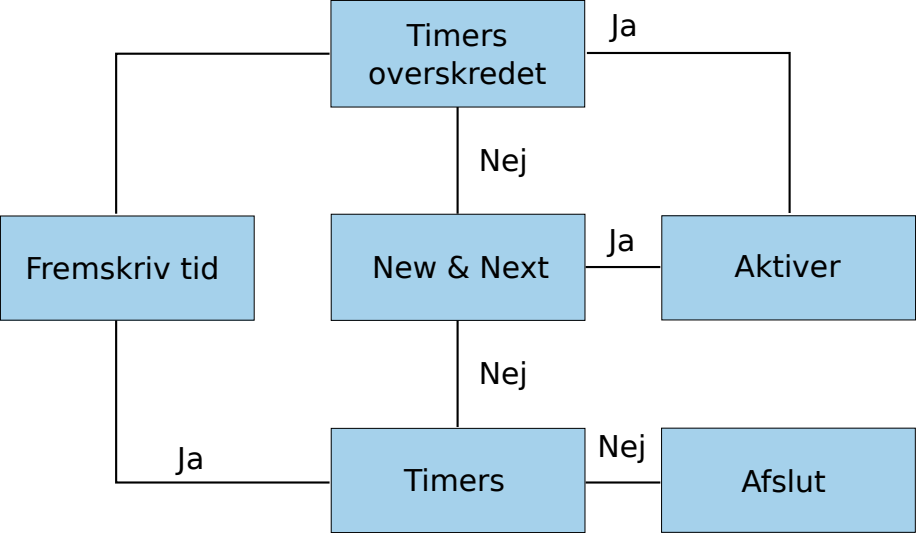 Timers
overskredet
Ja
Nej
Fremskriv tid
New & Next
Ja
Aktiver
Nej
Ja
Timers
Nej
Afslut